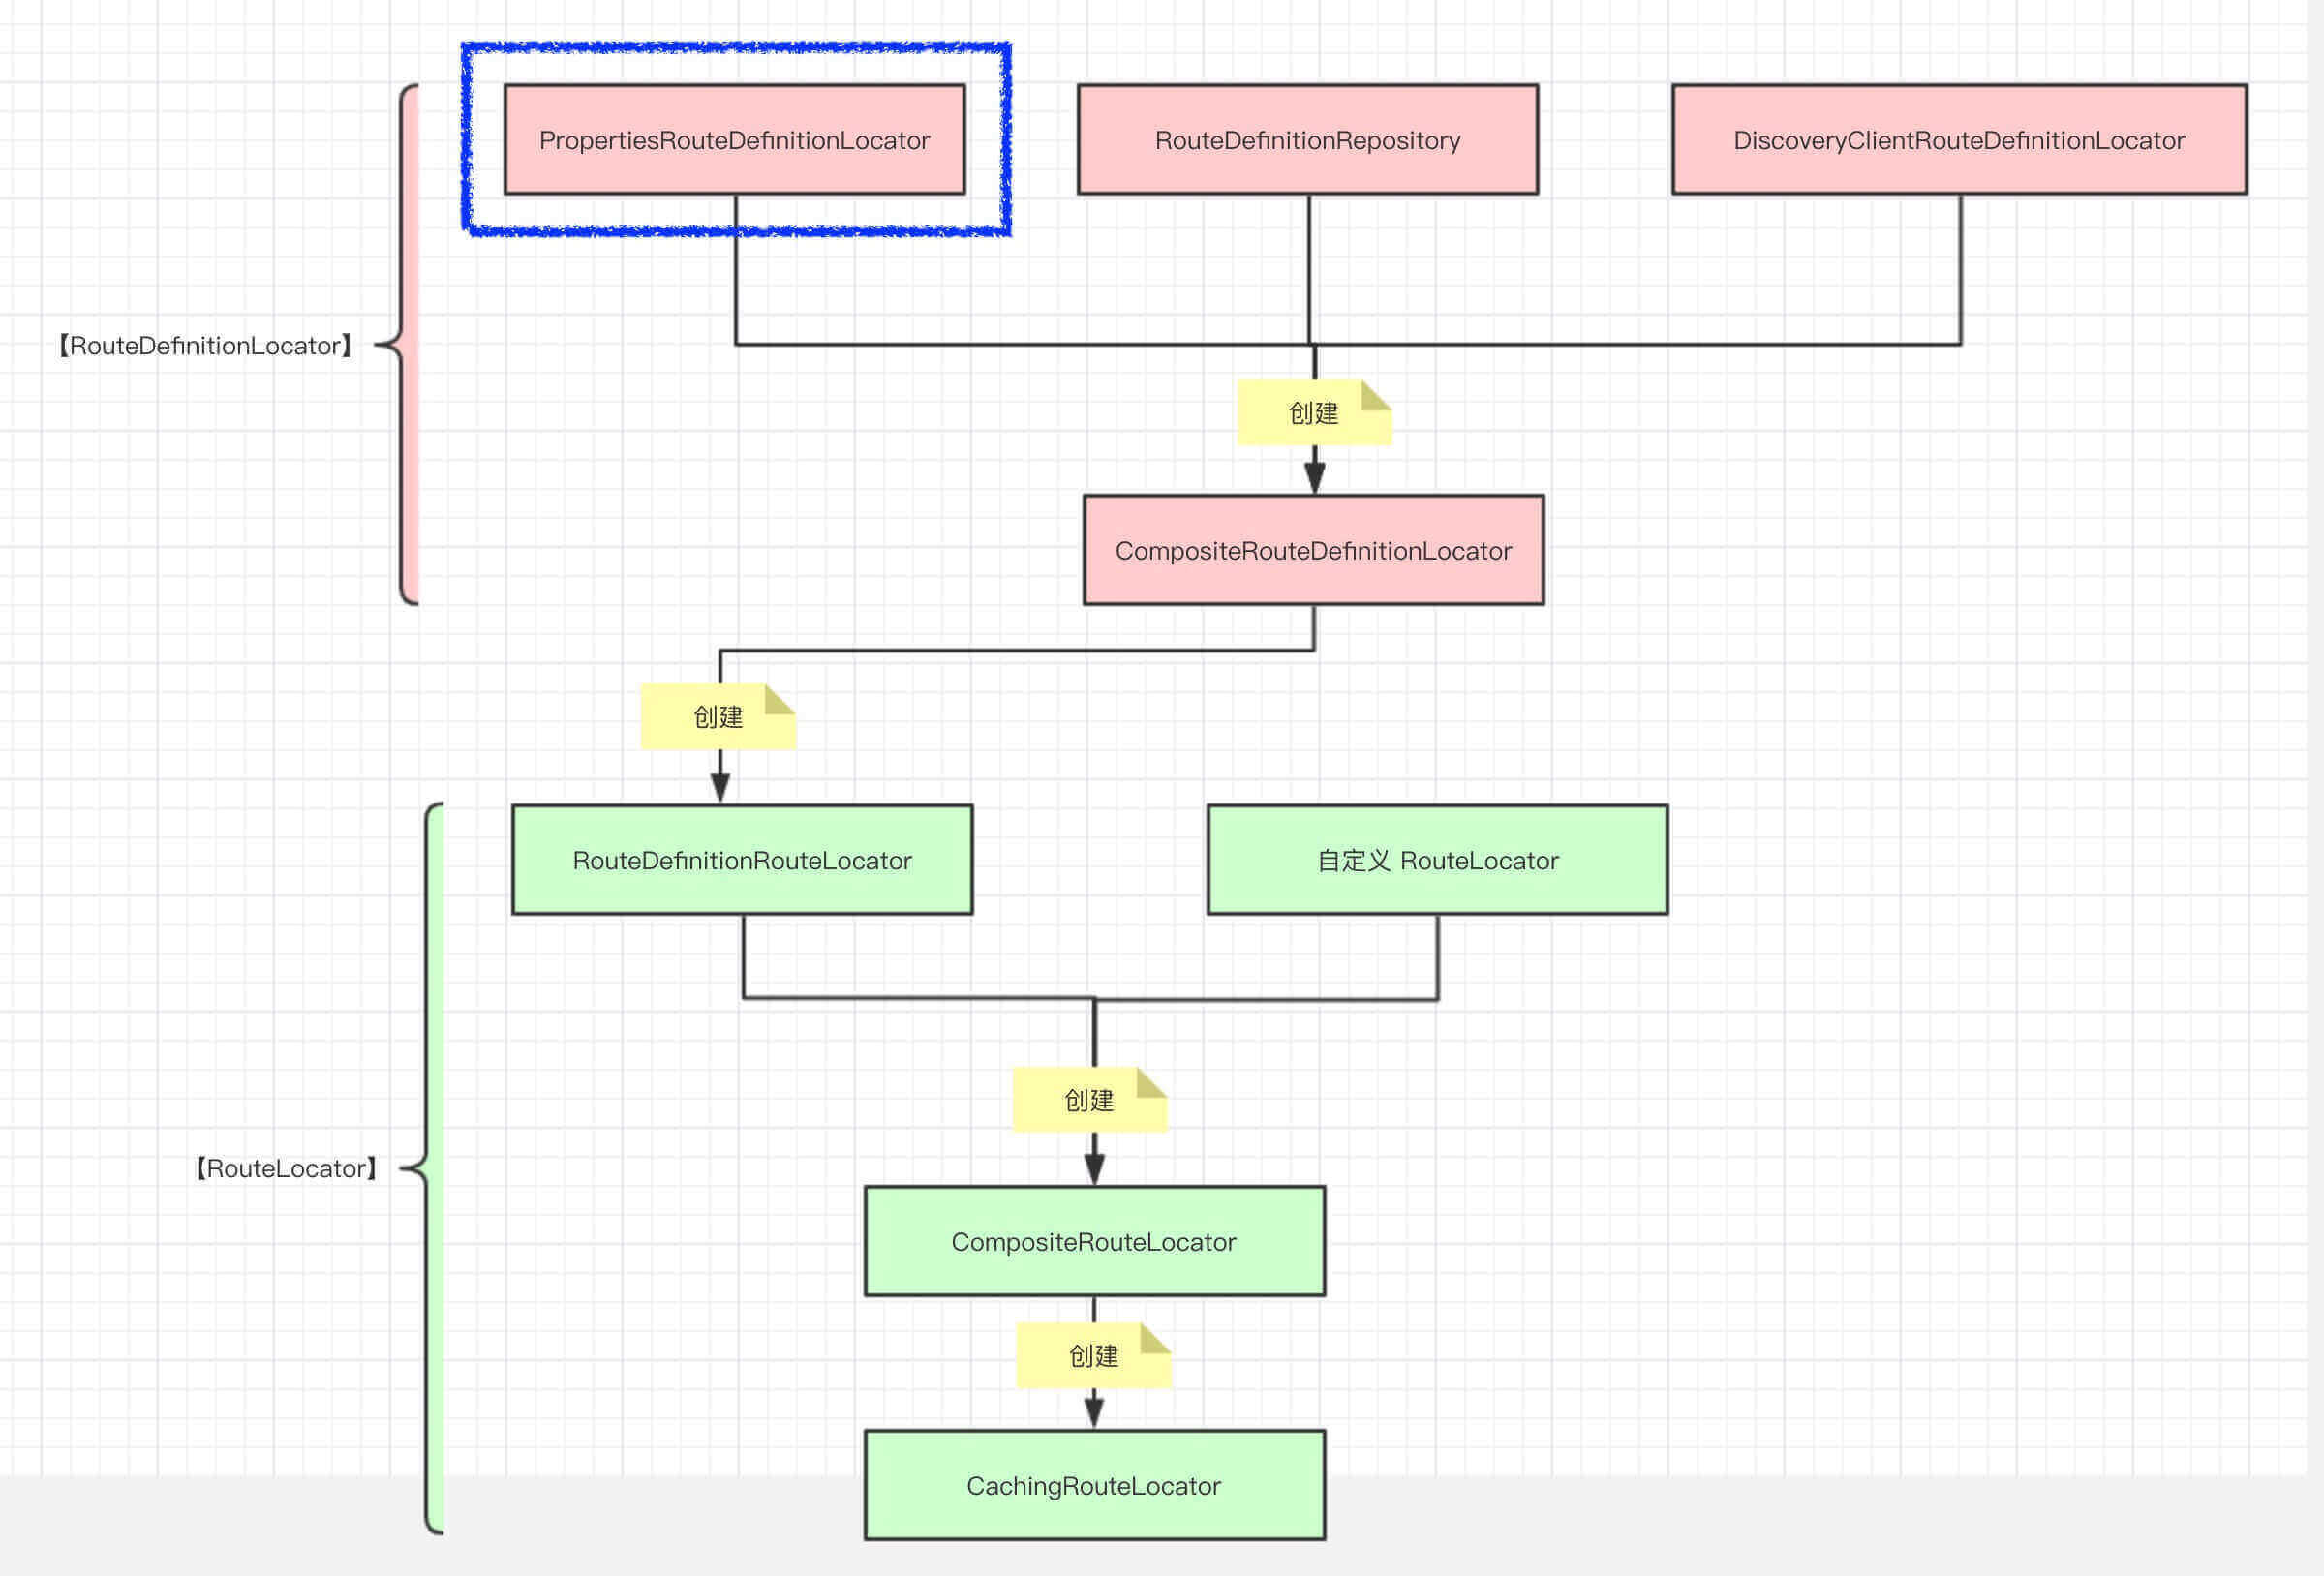 PropertiesRouteDefinitionLocator
RouteDefinitionRepository
DiscoveryClientRouteDefinitionLocator
【RouteDefinitionLocator】
创建
CompositeRouteDefinitionLocator
创建
RouteDefinitionRouteLocator
自定义 RouteLocator
创建
【RouteLocator】
CompositeRouteLocator
创建
CachingRouteLocator